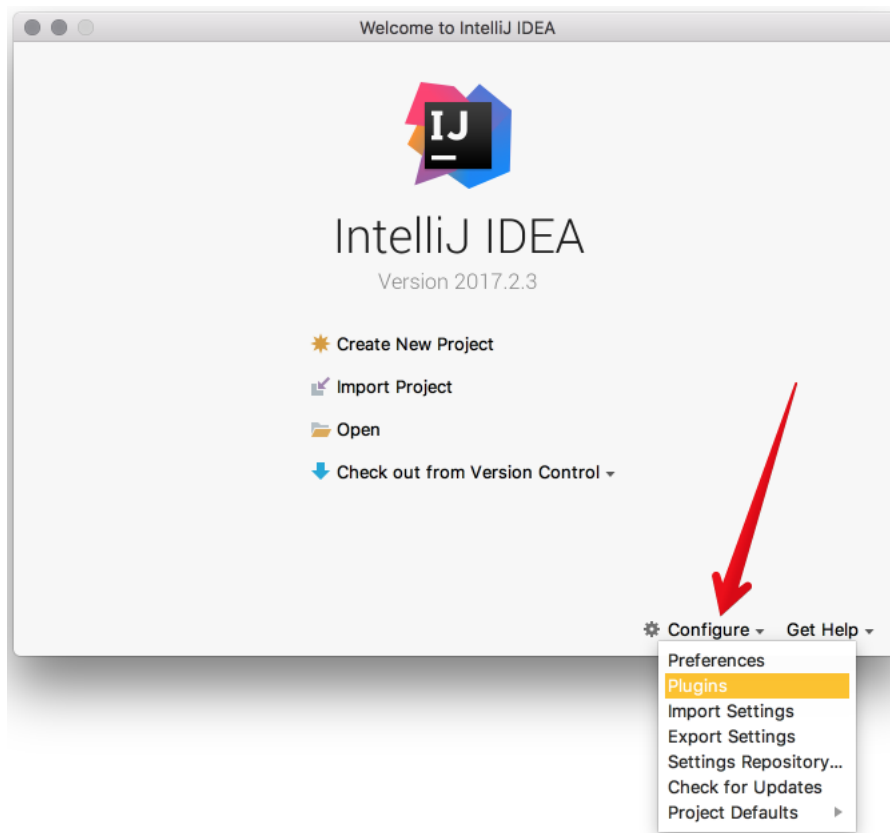 Welcome to IntelliJ IDEA
IJ
IntelliJ IDEA
Version 2017.2.3
Create New Project
Import Project
Open
Check out from Version Control
Configure Get Help
Preferences
Plugins
Import Settings
Export Settings
Settings Repository...
Check for Updates
Project Defaults